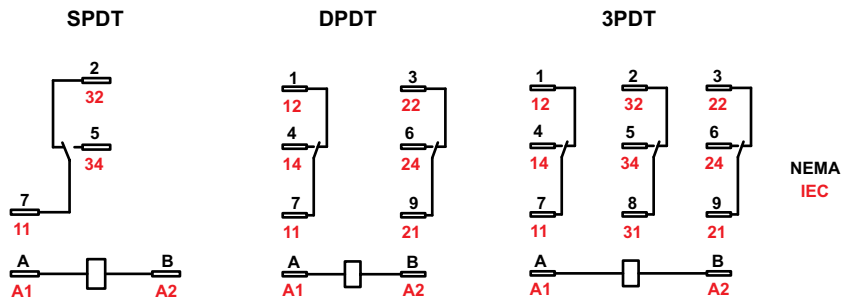 SPDT DPDT 3PDT
2
32
5
34
7
11
A B
A1 A2
1 3
12 22
4 6
14 24
7 9
11 21
A B
A1 A2
1 2 3
12 32 22
4 5 6
14 34 24
7 8 9
11 31 21
A B
A1 A2
NEMA
IEC